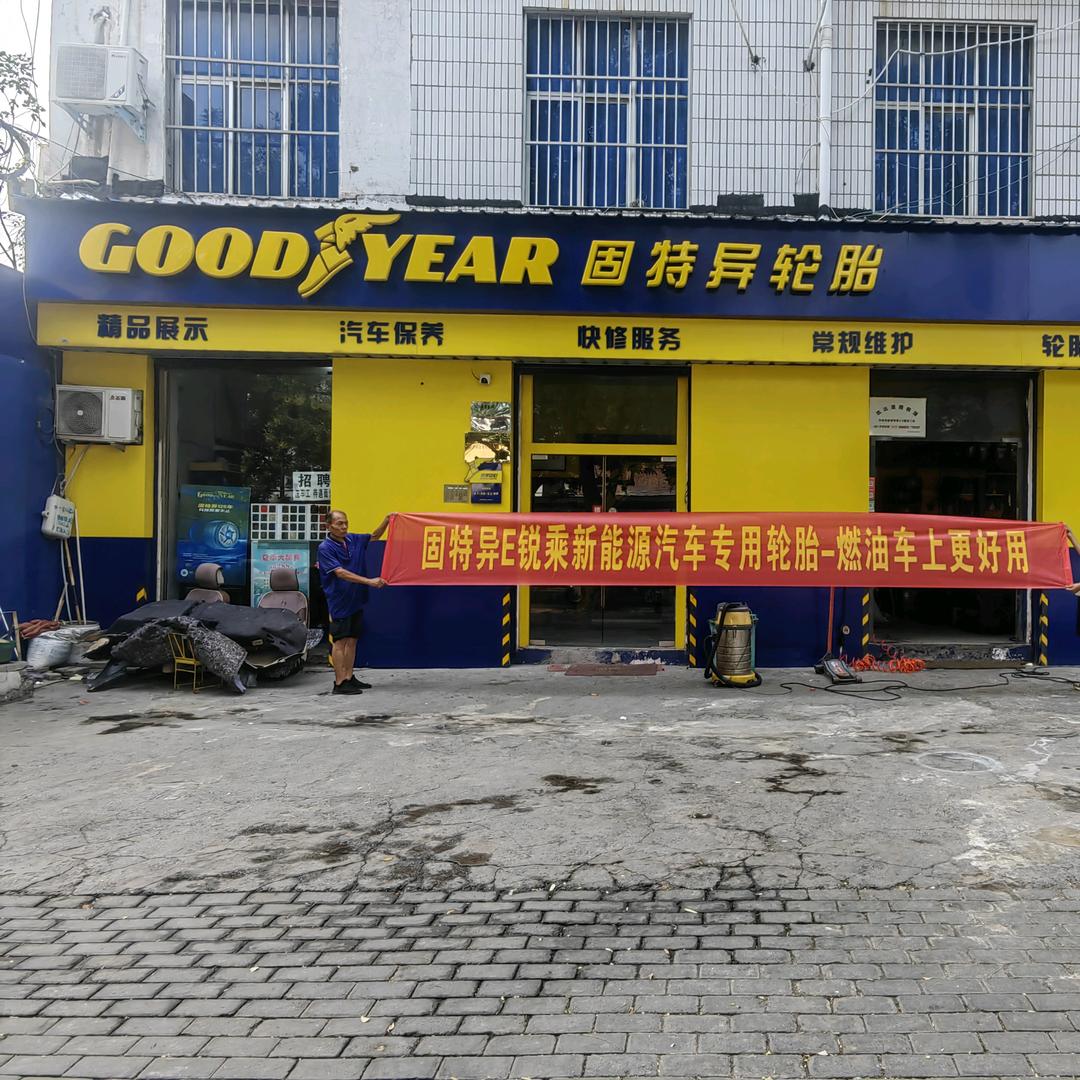 GOODYEAR 固特异轮胎
精品展示 汽车保养 快修服务 常规维护 轮胎
招聘
固特异E锐乘新能源汽车专用轮胎-燃油车上更好用